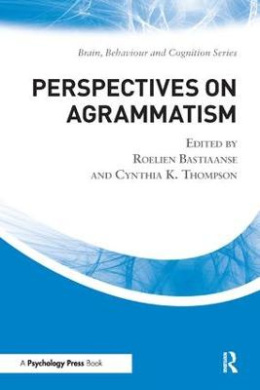 Brain, Behaviour and Cognition Series
PERSPECTIVES ON
AGRAMMATISM
EDITED BY
ROELIEN BASTIAANSE
AND CYNTHIA K. THOMPSON
A Psychology Press Book